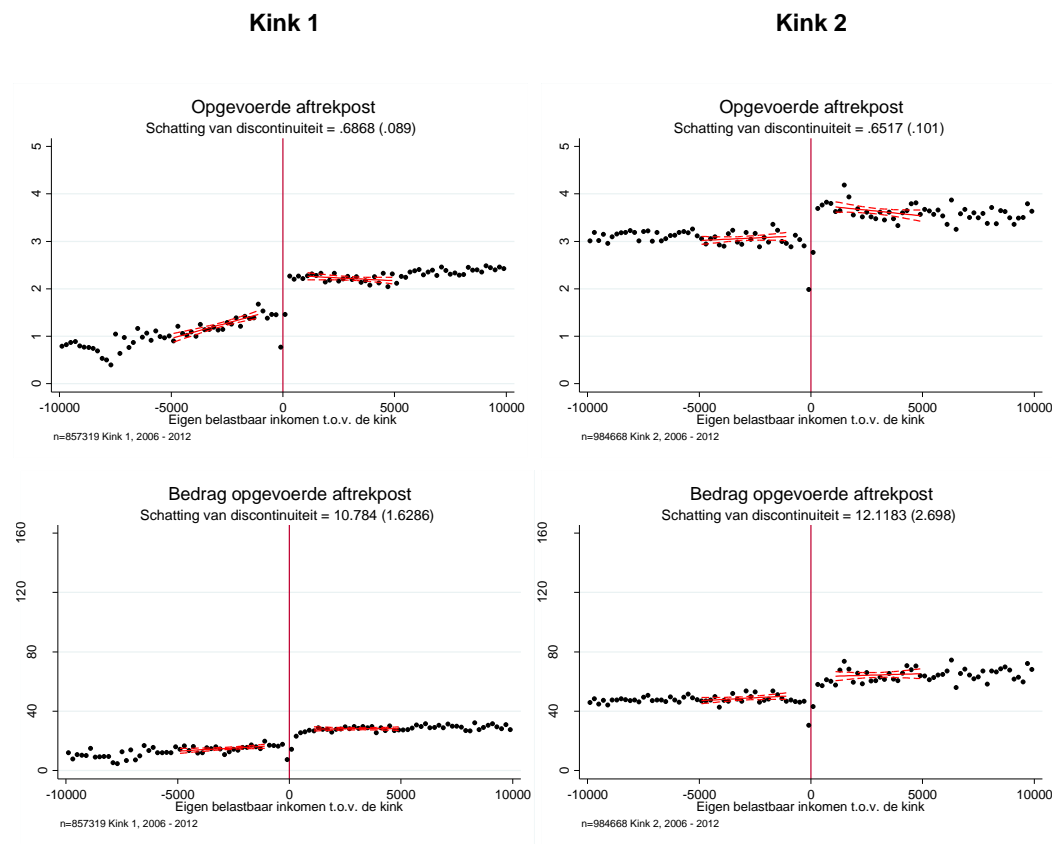 Kink 1
Kink 2
Opgevoerde aftrekpost
Schatting van discontinuiteit = .6868 (.089)
0 1 2 3 4 5
-10000 -5000 0 5000 10000
Eigen belastbaar inkomen t.o.v. de kink
n=857319 Kink 1, 2006 - 2012
Opgevoerde aftrekpost
Schatting van discontinuiteit = .6517 (.101)
0 1 2 3 4 5
-10000 -5000 0 5000 10000
Eigen belastbaar inkomen t.o.v. de kink
n=984668 Kink 2, 2006 - 2012
Bedrag opgevoerde aftrekpost
Schatting van discontinuiteit = 10.784 (1.6286)
0 40 80 120 160
-10000 -5000 0 5000 10000
Eigen belastbaar inkomen t.o.v. de kink
n=857319 Kink 1, 2006 - 2012
Bedrag opgevoerde aftrekpost
Schatting van discontinuiteit = 12.1183 (2.698)
0 40 80 120 160
-10000 -5000 0 5000 10000
Eigen belastbaar inkomen t.o.v. de kink
n=984668 Kink 2, 2006 - 2012